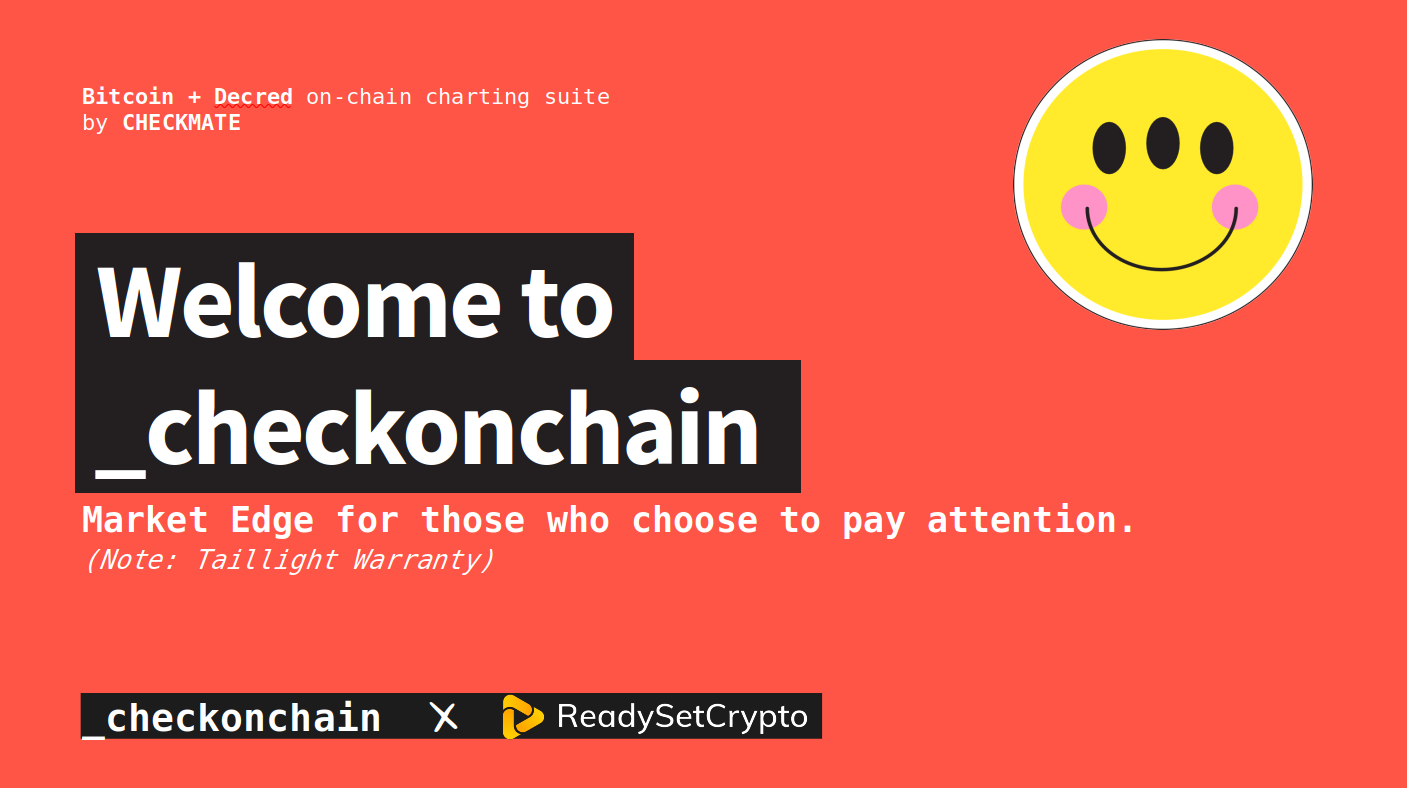 Bitcoin + Decred on-chain charting suite
by CHECKMATE
Welcome to
_checkonchain
Market Edge for those who choose to pay attention.
(Note: Taillight Warranty)
_checkonchain X ReadySetCrypto